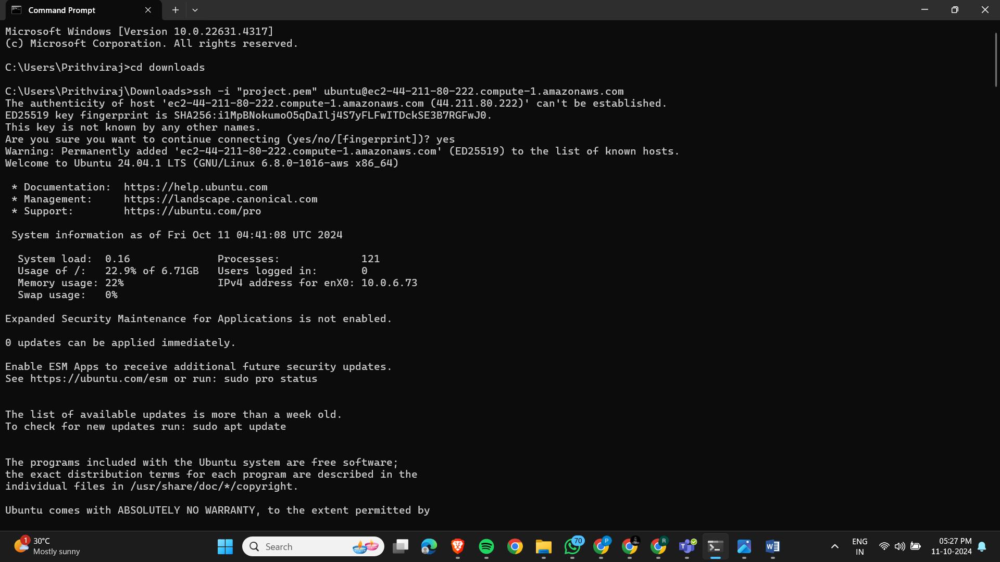 Command Prompt
Microsoft Windows [Version 10.0.22631.4317]
(c) Microsoft Corporation. All rights reserved.
C:\Users\Prithviraj>cd downloads
C:\Users\Prithviraj\Downloads>ssh -i "project.pem" ubuntu@ec2-44-211-80-222.compute-1.amazonaws.com
The authenticity of host 'ec2-44-211-80-222.compute-1.amazonaws.com (44.211.80.222)' can't be established.
ED25519 key fingerprint is SHA256:i1MpBNokumoO5qDaIlj4S7yFLFwITDckSE3B7RGFwJ0.
This key is not known by any other names.
Are you sure you want to continue connecting (yes/no/[fingerprint])? yes
Warning: Permanently added 'ec2-44-211-80-222.compute-1.amazonaws.com' (ED25519) to the list of known hosts.
Welcome to Ubuntu 24.04.1 LTS (GNU/Linux 6.8.0-1016-aws x86_64)
* Documentation:  https://help.ubuntu.com
* Management:     https://landscape.canonical.com
* Support:        https://ubuntu.com/pro
System information as of Fri Oct 11 04:41:08 UTC 2024
System load:  0.16              Processes:             121
Usage of /:   22.9% of 6.71GB   Users logged in:       0
Memory usage: 22%               IPv4 address for enX0: 10.0.6.73
Swap usage:   0%
Expanded Security Maintenance for Applications is not enabled.
0 updates can be applied immediately.
Enable ESM Apps to receive additional future security updates.
See https://ubuntu.com/esm or run: sudo pro status
The list of available updates is more than a week old.
To check for new updates run: sudo apt update
The programs included with the Ubuntu system are free software;
the exact distribution terms for each program are described in the
individual files in /usr/share/doc/*/copyright.
Ubuntu comes with ABSOLUTELY NO WARRANTY, to the extent permitted by
1
30°C
Mostly sunny
Search
70
P
R
ENG
IN
05:27 PM
11-10-2024